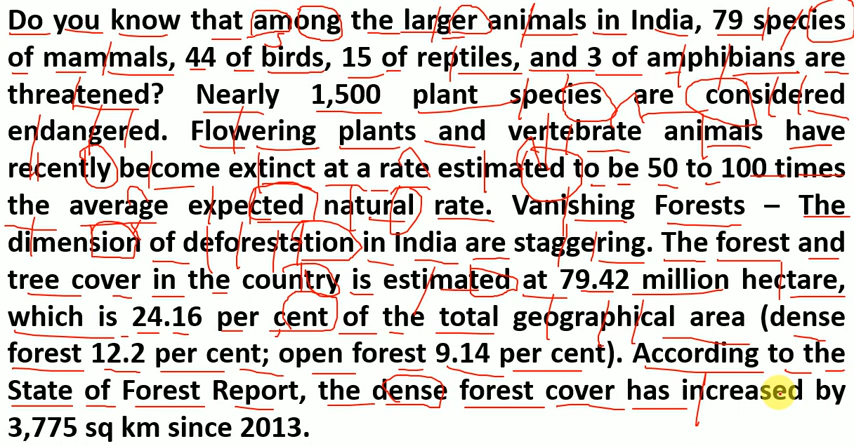 Do you know that among the larger animals in India, 79 species
of mammals, 44 of birds, 15 of reptiles, and 3 of amphibians are
threatened? Nearly 1,500 plant species are considered
endangered. Flowering plants and vertebrate animals have
recently become extinct at a rate estimated to be 50 to 100 times
the average expected natural rate. Vanishing Forests – The
dimension of deforestation in India are staggering. The forest and
tree cover in the country is estimated at 79.42 million hectare,
which is 24.16 per cent of the total geographical area (dense
forest 12.2 per cent; open forest 9.14 per cent). According to the
State of Forest Report, the dense forest cover has increased by
3,775 sq km since 2013.